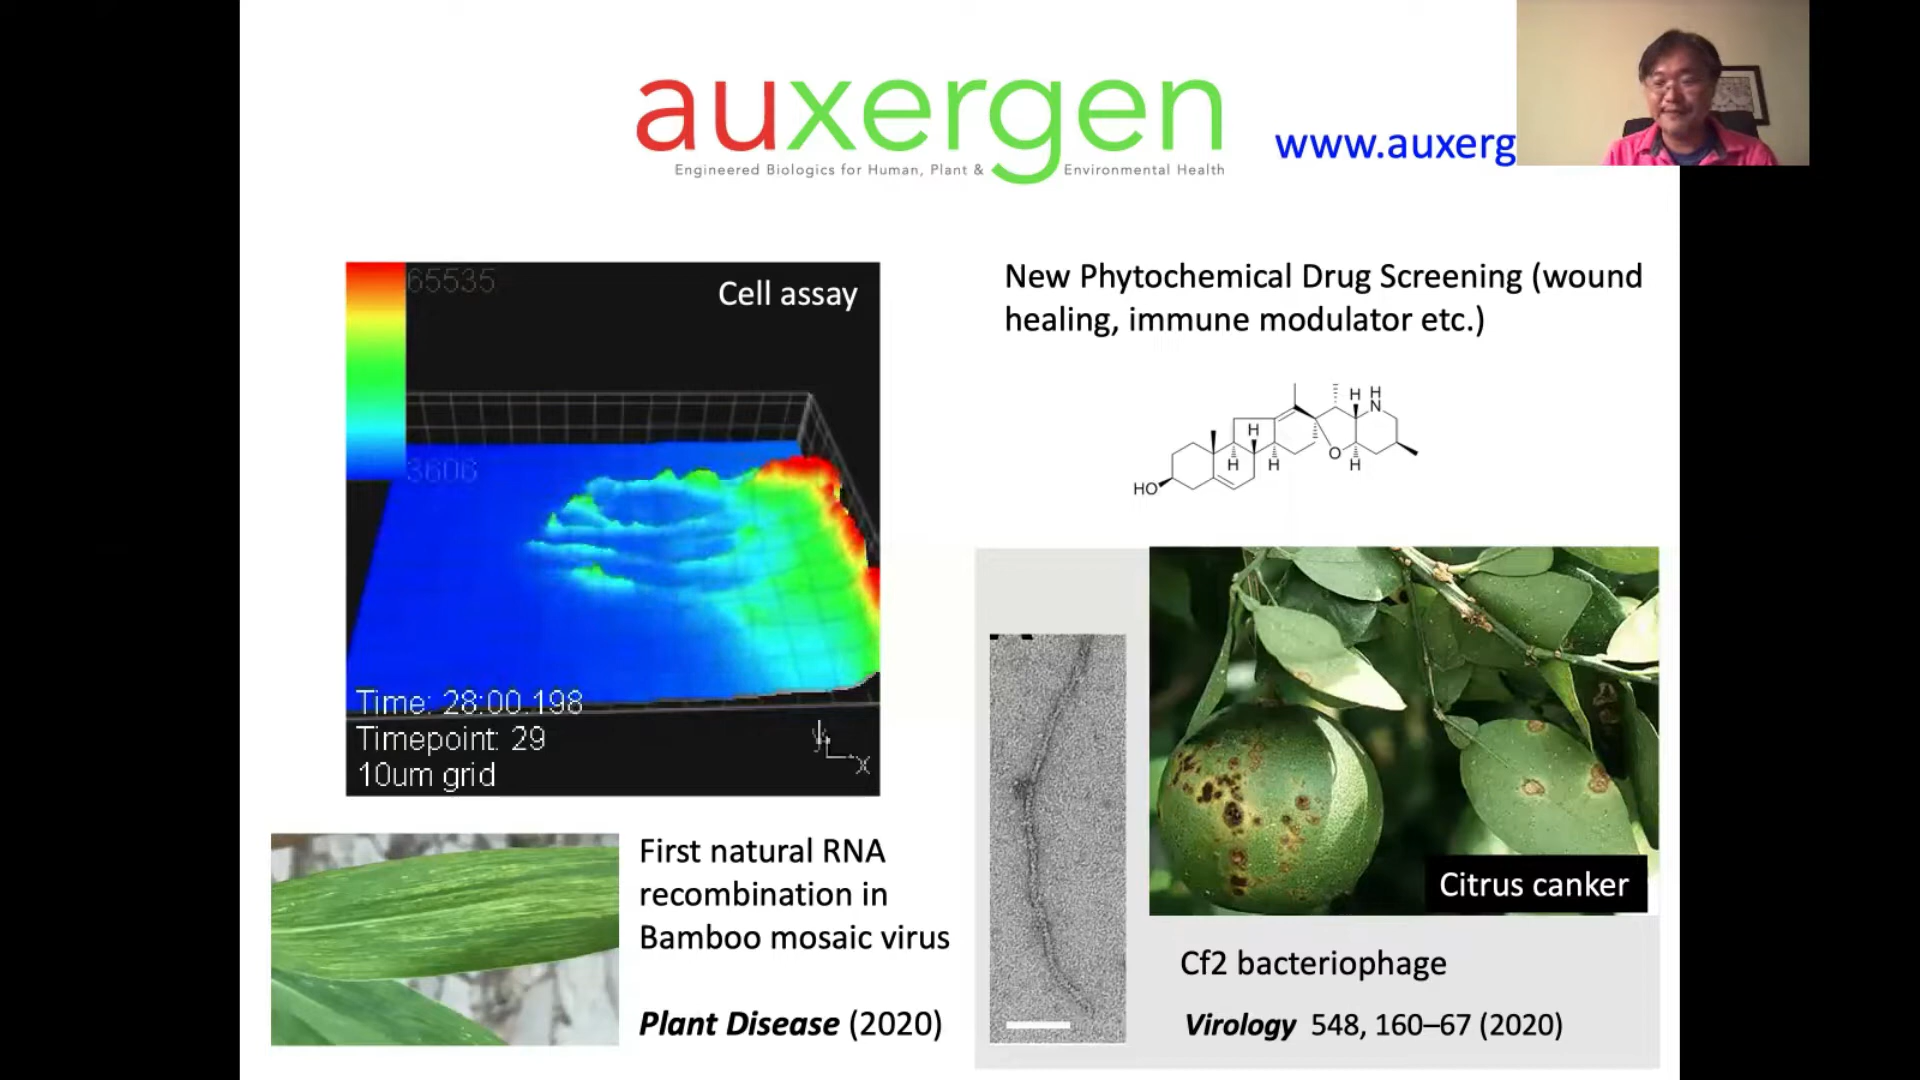 auxergen
Engineered Biologics for Human, Plant & Environmental Health
www.auxerg
65535
Cell assay
3606
Time: 28:00.198
Timepoint: 29
10um grid
y
x
New Phytochemical Drug Screening (wound
healing, immune modulator etc.)
H
H
N
H
O
H
H
H
HO
Citrus canker
First natural RNA
recombination in
Bamboo mosaic virus
Plant Disease (2020)
Cf2 bacteriophage
Virology 548, 160–67 (2020)